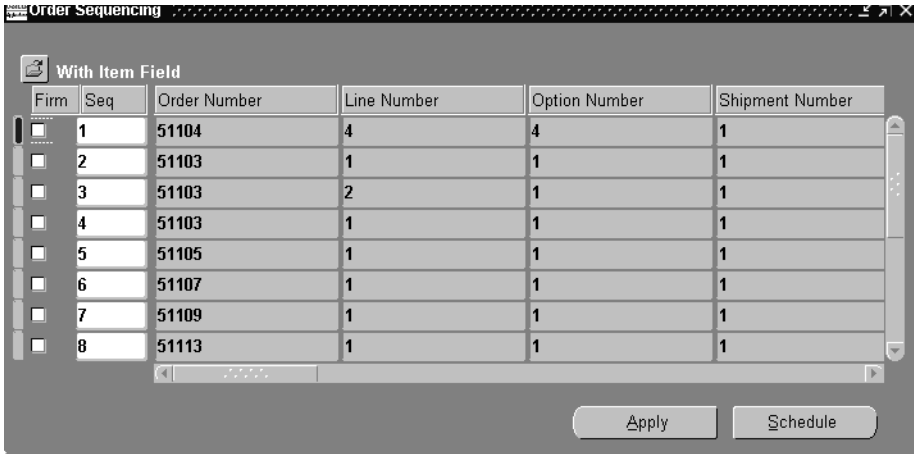 Order Sequencing
With Item Field
Firm Seq Order Number Line Number Option Number Shipment Number
1 51104 4 4 1
2 51103 1 1 1
3 51103 2 1 1
4 51103 1 1 1
5 51105 1 1 1
6 51107 1 1 1
7 51109 1 1 1
8 51113 1 1 1
Apply Schedule